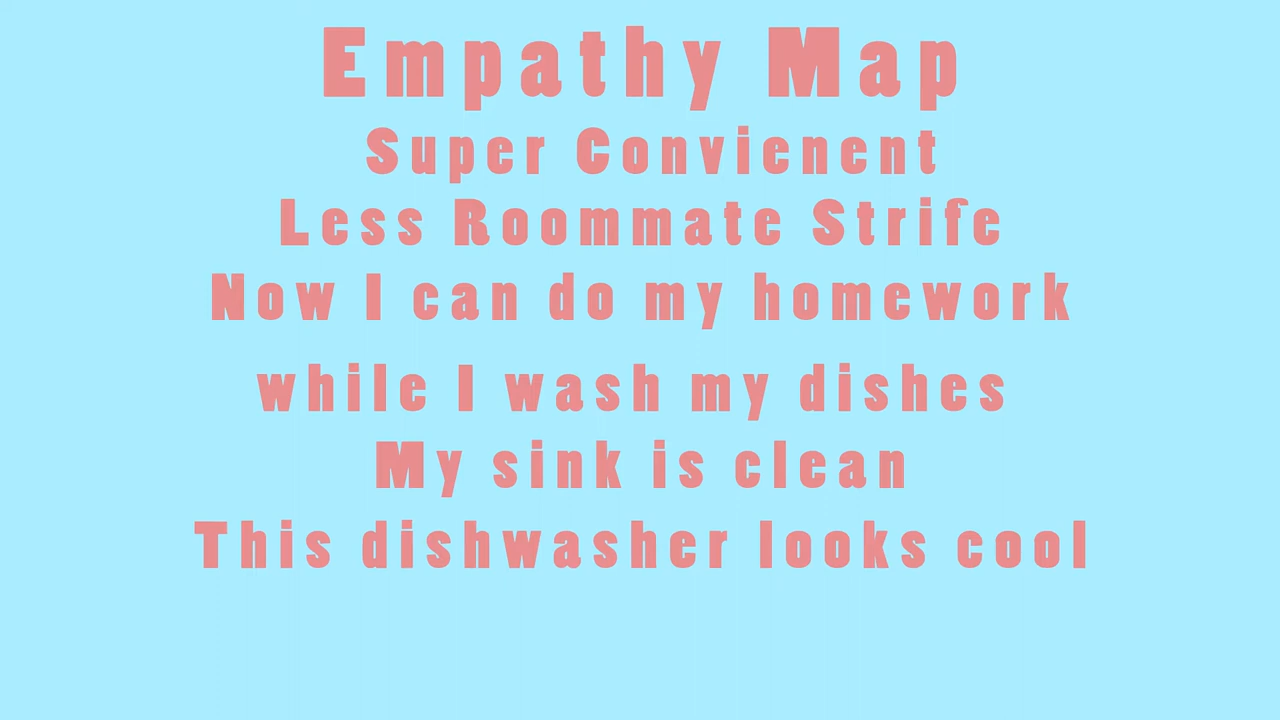 Empathy Map
Super Convienent
Less Roommate Strife
Now I can do my homework
while I wash my dishes
My sink is clean
This dishwasher looks cool